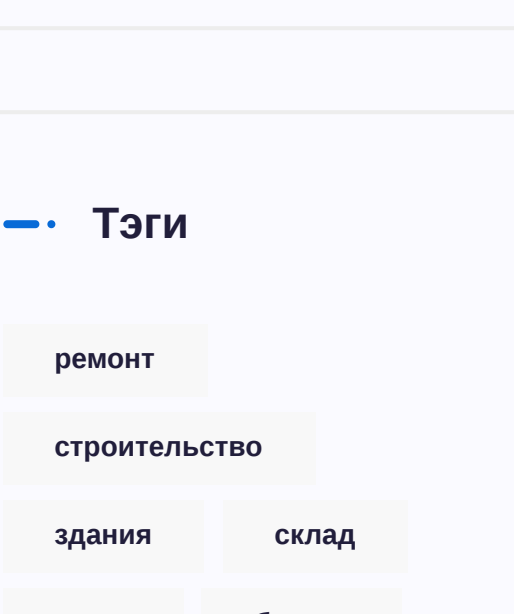 Тэги
ремонт
строительство
здания склад